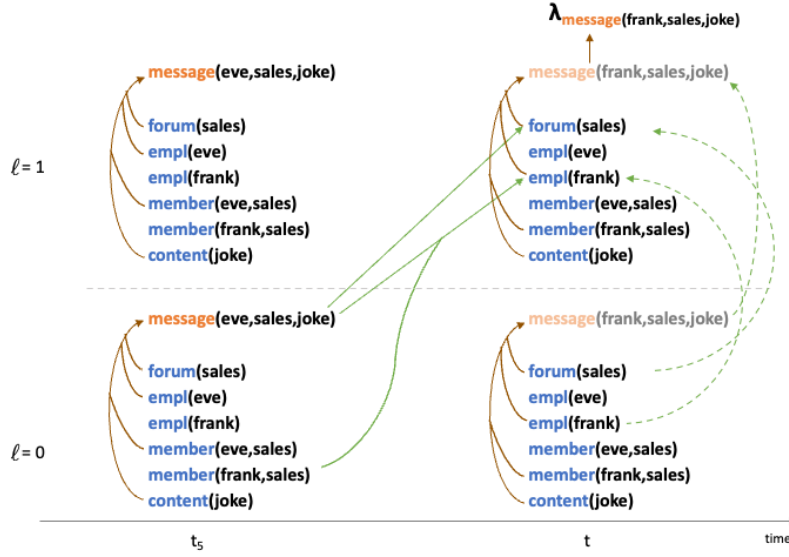 λmessage(frank,sales,joke)
message(eve,sales,joke)
forum(sales)
empl(eve)
empl(frank)
member(eve,sales)
member(frank,sales)
content(joke)
message(frank,sales,joke)
forum(sales)
empl(eve)
empl(frank)
member(eve,sales)
member(frank,sales)
content(joke)
ℓ = 1
message(eve,sales,joke)
forum(sales)
empl(eve)
empl(frank)
member(eve,sales)
member(frank,sales)
content(joke)
message(frank,sales,joke)
forum(sales)
empl(eve)
empl(frank)
member(eve,sales)
member(frank,sales)
content(joke)
ℓ = 0
t5
t
time